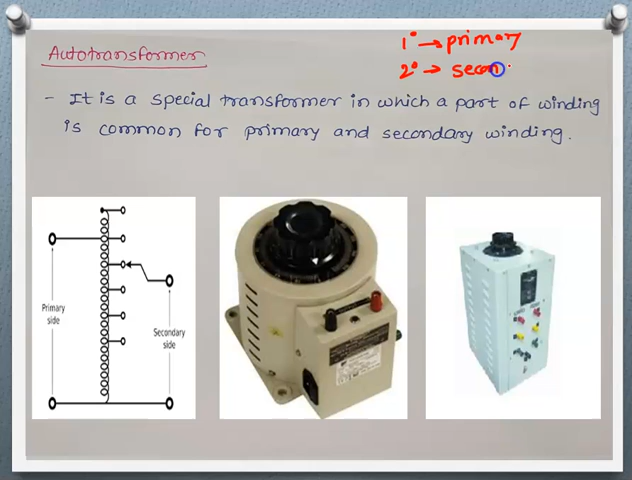 1° → primary
Autotransformer
2° → secon
- It is a special transformer in which a part of winding
is common for primary and secondary winding.
Primary
side
Secondary
side